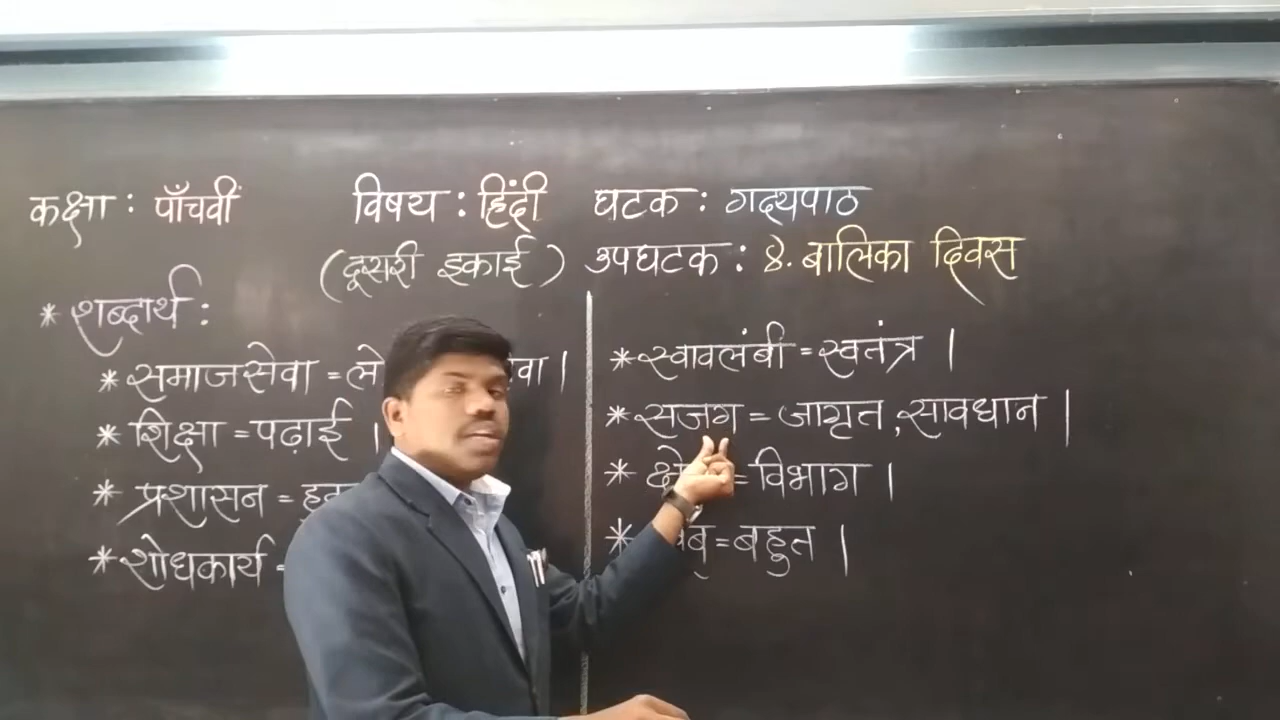 कक्षा : पाँचवीं विषय : हिंदी घटक : गद्यपाठ
(दूसरी इकाई) उपघटक : 8. बालिका दिवस
* शब्दार्थ :
* समाजसेवा =
* शिक्षा = पढ़ाई ।
* प्रशासन =
* शोधकार्य =
* स्वावलंबी = स्वतंत्र ।
* सजग = जागृत, सावधान ।
* = विभाग ।
* = बहुत ।